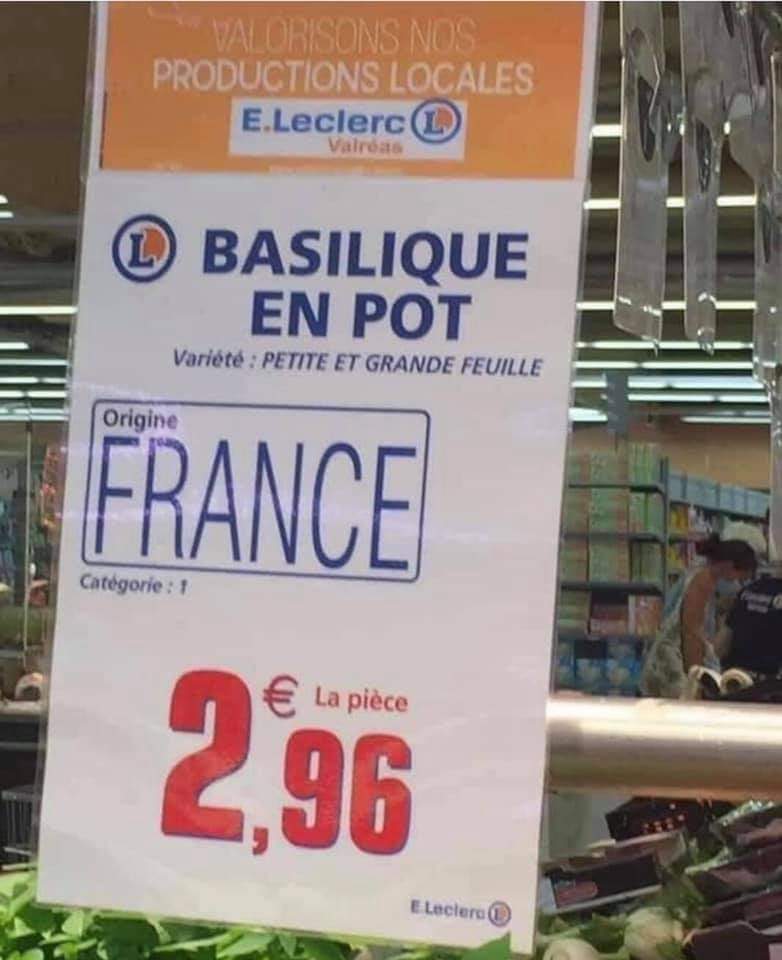 VALORISONS NOS
PRODUCTIONS LOCALES
E.Leclerc L
Valréas
L BASILIQUE
EN POT
Variété : PETITE ET GRANDE FEUILLE
Origine
FRANCE
Catégorie : 1
2,96 € La pièce
E.Leclerc L